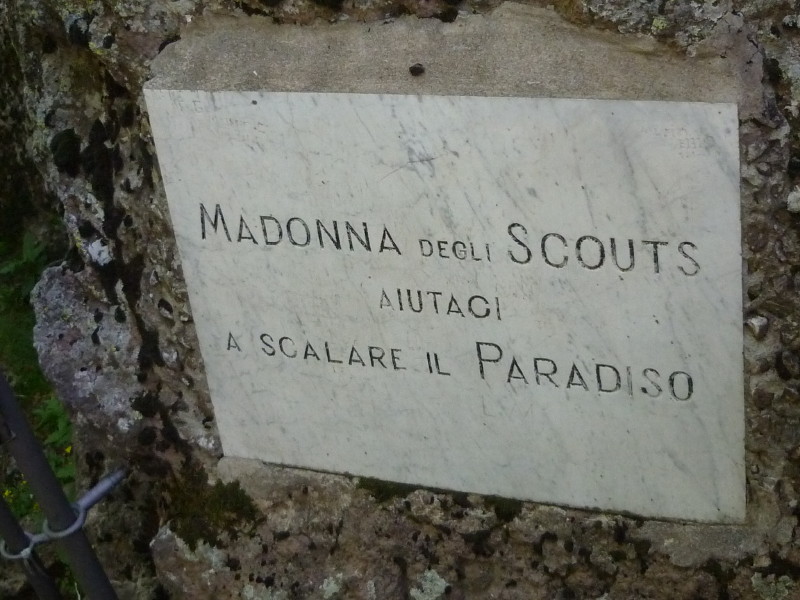 MADONNA DEGLI SCOUTS
AIUTACI
A SCALARE IL PARADISO